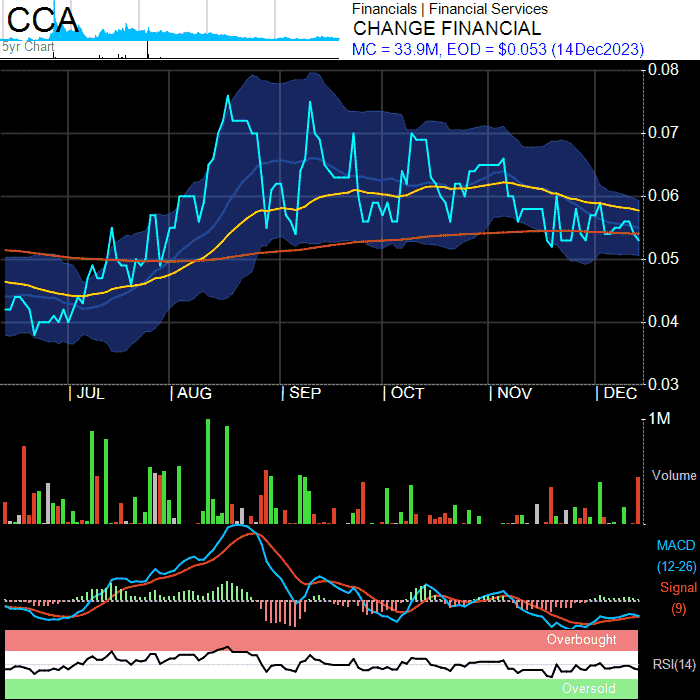 CCA
5yr Chart
Financials | Financial Services
CHANGE FINANCIAL
MC = 33.9M, EOD = $0.053 (14Dec2023)
0.08
0.07
0.06
0.05
0.04
0.03
| JUL | AUG | SEP | OCT | NOV | DEC
1M
Volume
MACD
(12-26)
Signal
(9)
Overbought
RSI(14)
Oversold